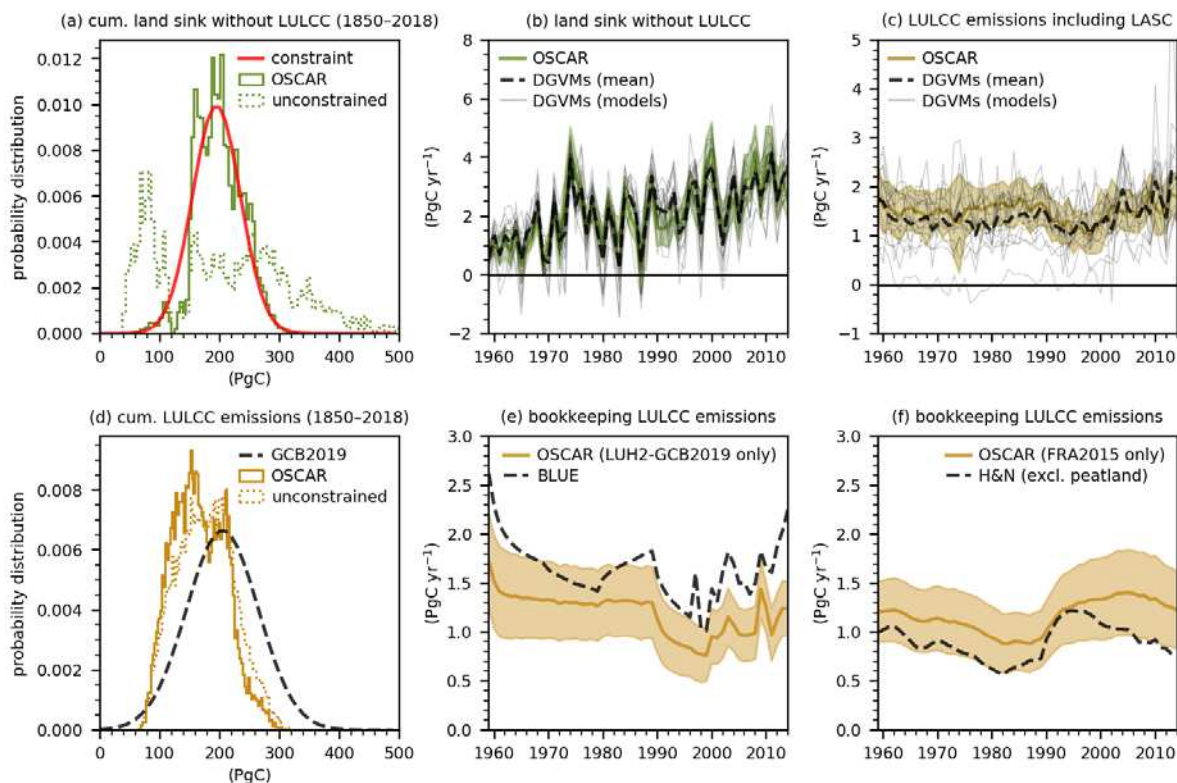 (a) cum. land sink without LULCC (1850–2018)
constraint
OSCAR
unconstrained
probability distribution
0.012
0.010
0.008
0.006
0.004
0.002
0.000
0 100 200 300 400 500
(PgC)
(b) land sink without LULCC
OSCAR
DGVMs (mean)
DGVMs (models)
(PgC yr⁻¹)
8
6
4
2
0
−2
1960 1970 1980 1990 2000 2010
(c) LULCC emissions including LASC
OSCAR
DGVMs (mean)
DGVMs (models)
(PgC yr⁻¹)
5
4
3
2
1
0
−1
1960 1970 1980 1990 2000 2010
(d) cum. LULCC emissions (1850–2018)
GCB2019
OSCAR
unconstrained
probability distribution
0.008
0.006
0.004
0.002
0.000
0 100 200 300 400 500
(PgC)
(e) bookkeeping LULCC emissions
OSCAR (LUH2-GCB2019 only)
BLUE
(PgC yr⁻¹)
3.0
2.5
2.0
1.5
1.0
0.5
0.0
1960 1970 1980 1990 2000 2010
(f) bookkeeping LULCC emissions
OSCAR (FRA2015 only)
H&N (excl. peatland)
(PgC yr⁻¹)
3.0
2.5
2.0
1.5
1.0
0.5
0.0
1960 1970 1980 1990 2000 2010